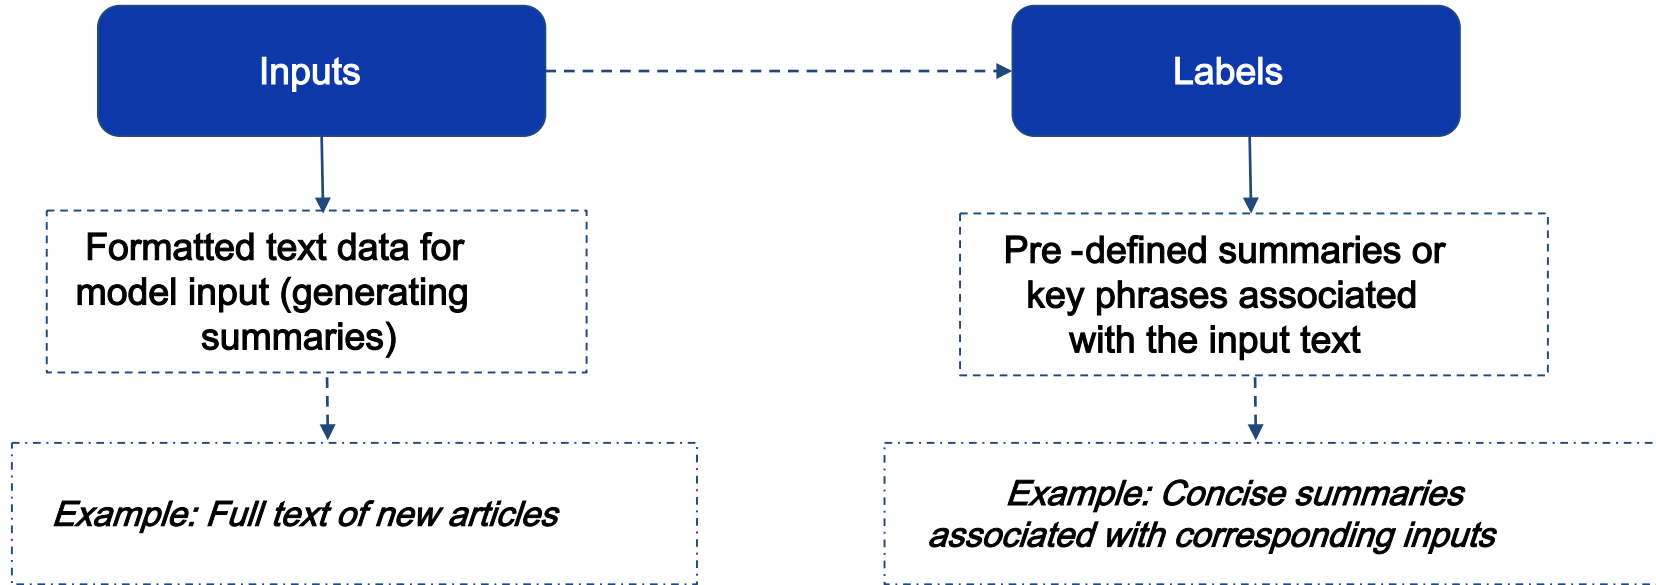 Inputs
Labels
Formatted text data for
model input (generating
summaries)
Pre -defined summaries or
key phrases associated
with the input text
Example: Full text of new articles
Example: Concise summaries
associated with corresponding inputs